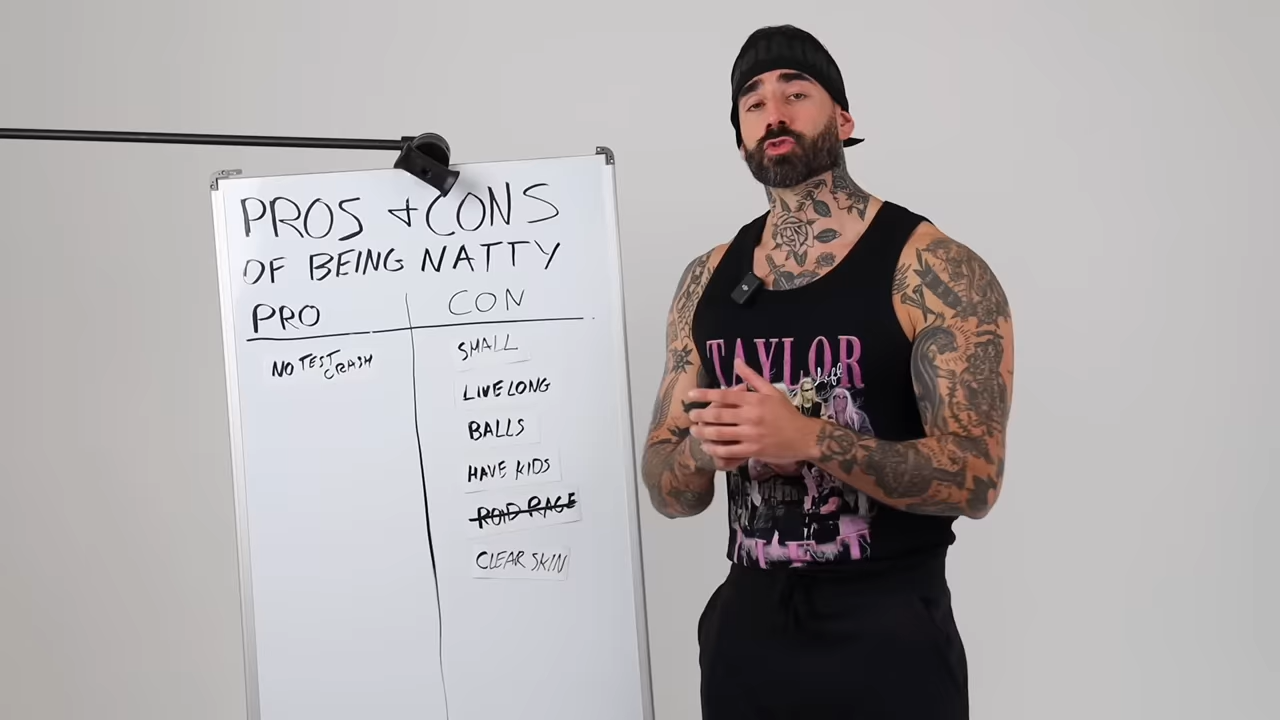 PROS + CONS
OF BEING NATTY
PRO
CON
NO TEST CRASH
SMALL
LIVE LONG
BALLS
HAVE KIDS
ROID RAGE
CLEAR SKIN
TAYLOR
Lift